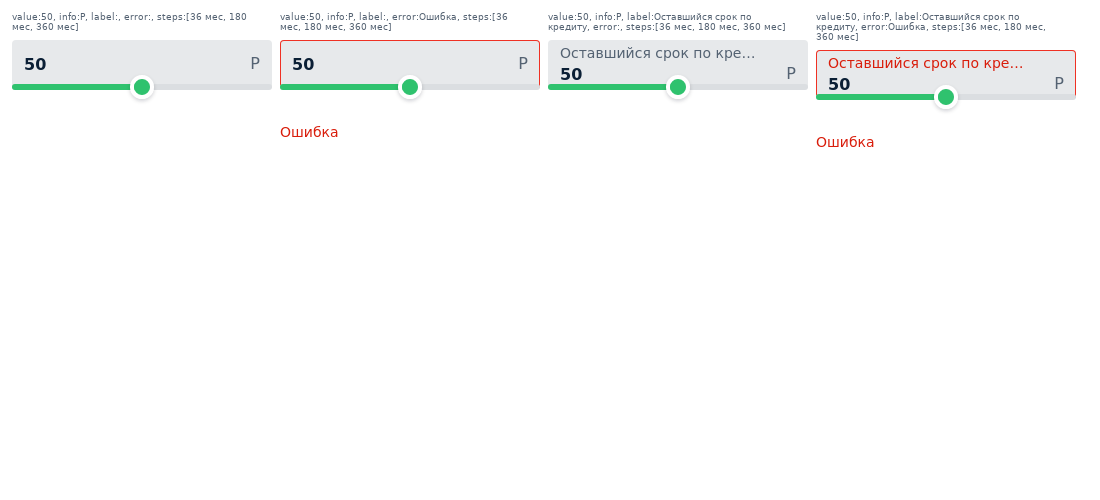 value:50, info:Р, label:, error:, steps:[36 мес, 180
мес, 360 мес]
50
Р
value:50, info:Р, label:, error:Ошибка, steps:[36
мес, 180 мес, 360 мес]
50
Р
Ошибка
value:50, info:Р, label:Оставшийся срок по
кредиту, error:, steps:[36 мес, 180 мес, 360 мес]
Оставшийся срок по кре…
50
Р
value:50, info:Р, label:Оставшийся срок по
кредиту, error:Ошибка, steps:[36 мес, 180 мес,
360 мес]
Оставшийся срок по кре…
50
Р
Ошибка